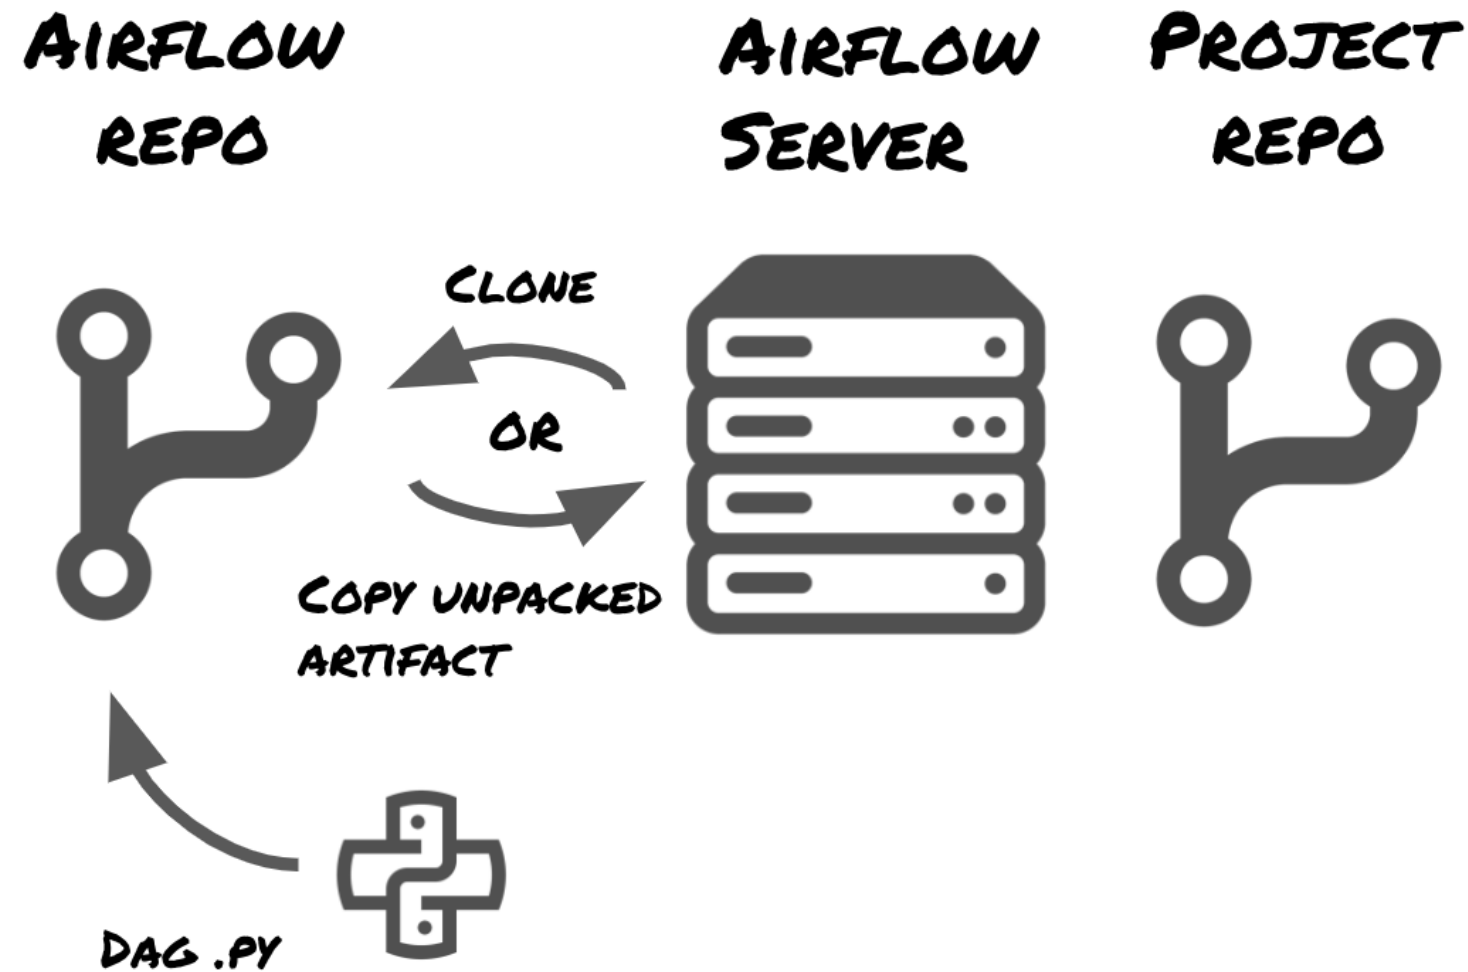 Airflow
repo
Airflow
Server
Project
repo
Clone
or
Copy unpacked
artifact
Dag .py